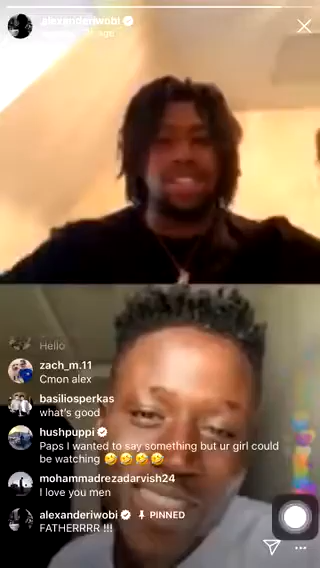 alexanderiwobi
Hello
zach_m.11
Cmon alex
basiliosperkas
what's good
hushpuppi
Paps I wanted to say something but ur girl could
be watching 🤣 🤣 🤣 🤣
mohammadrezadarvish24
I love you men
alexanderiwobi PINNED
FATHERRRR !!!